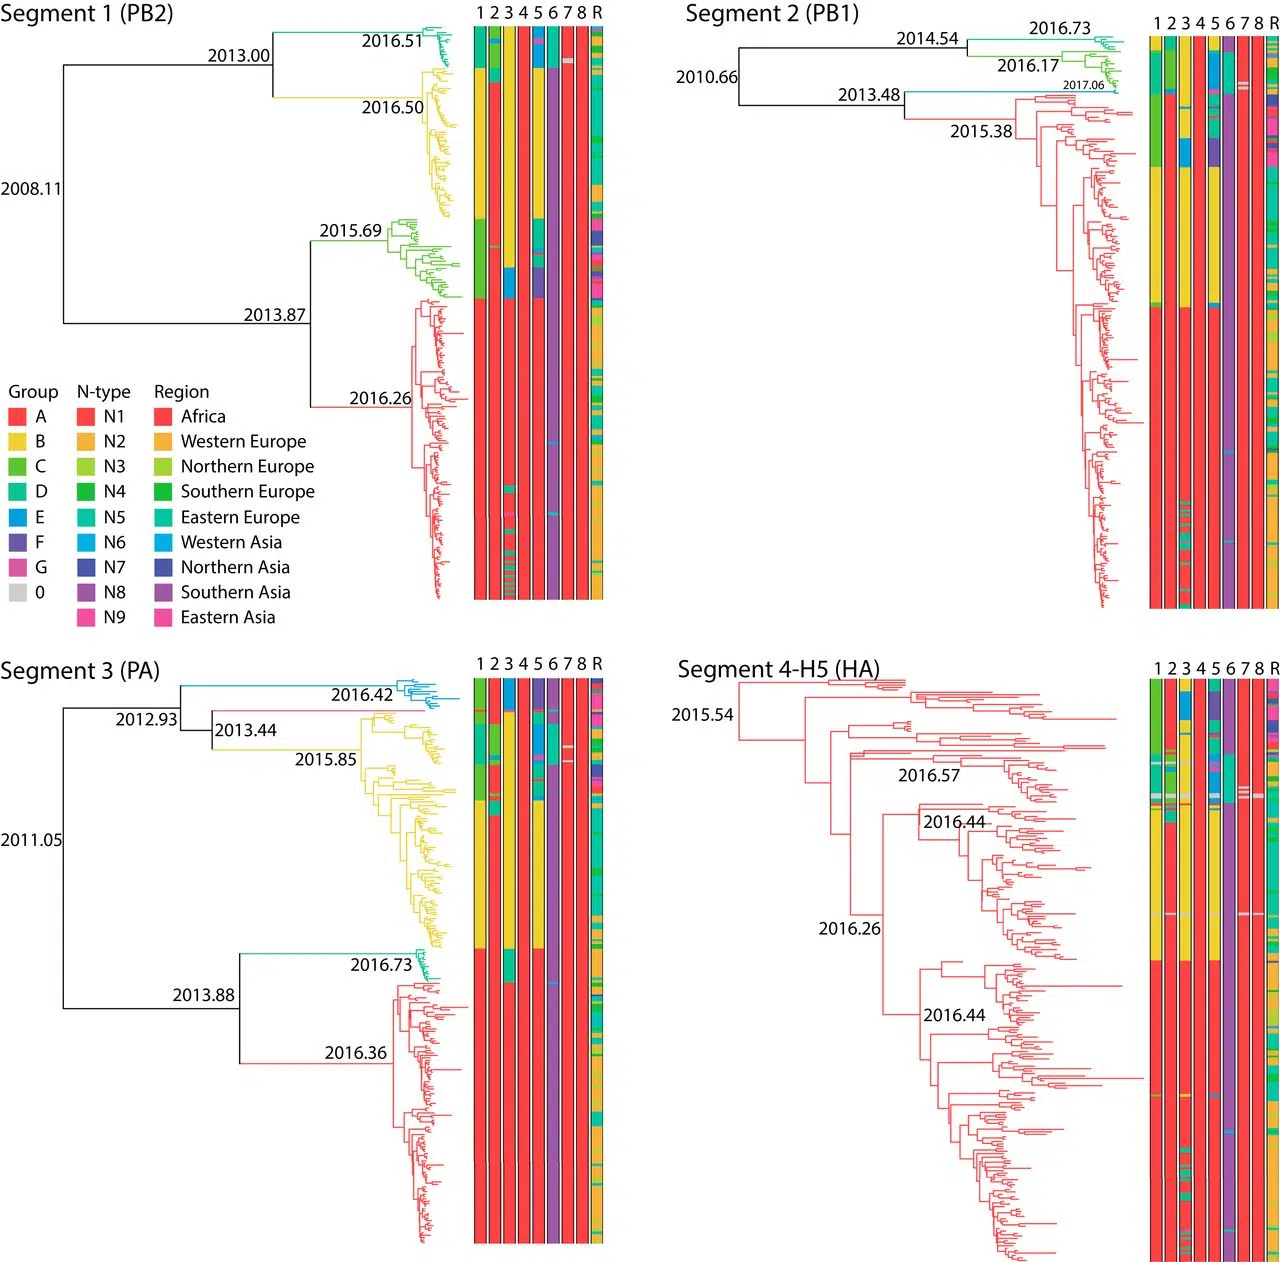 Segment 1 (PB2)
1 2 3 4 5 6 7 8 R
2016.51
2013.00
2016.50
2008.11
2015.69
2013.87
2016.26
Group N-type Region
A N1 Africa
B N2 Western Europe
C N3 Northern Europe
D N4 Southern Europe
E N5 Eastern Europe
F N6 Western Asia
G N7 Northern Asia
0 N8 Southern Asia
N9 Eastern Asia
Segment 2 (PB1)
1 2 3 4 5 6 7 8 R
2016.73
2014.54
2016.17
2010.66
2017.06
2013.48
2015.38
Segment 3 (PA)
1 2 3 4 5 6 7 8 R
2016.42
2012.93
2013.44
2015.85
2011.05
2016.73
2013.88
2016.36
Segment 4-H5 (HA)
1 2 3 4 5 6 7 8 R
2015.54
2016.57
2016.44
2016.26
2016.44